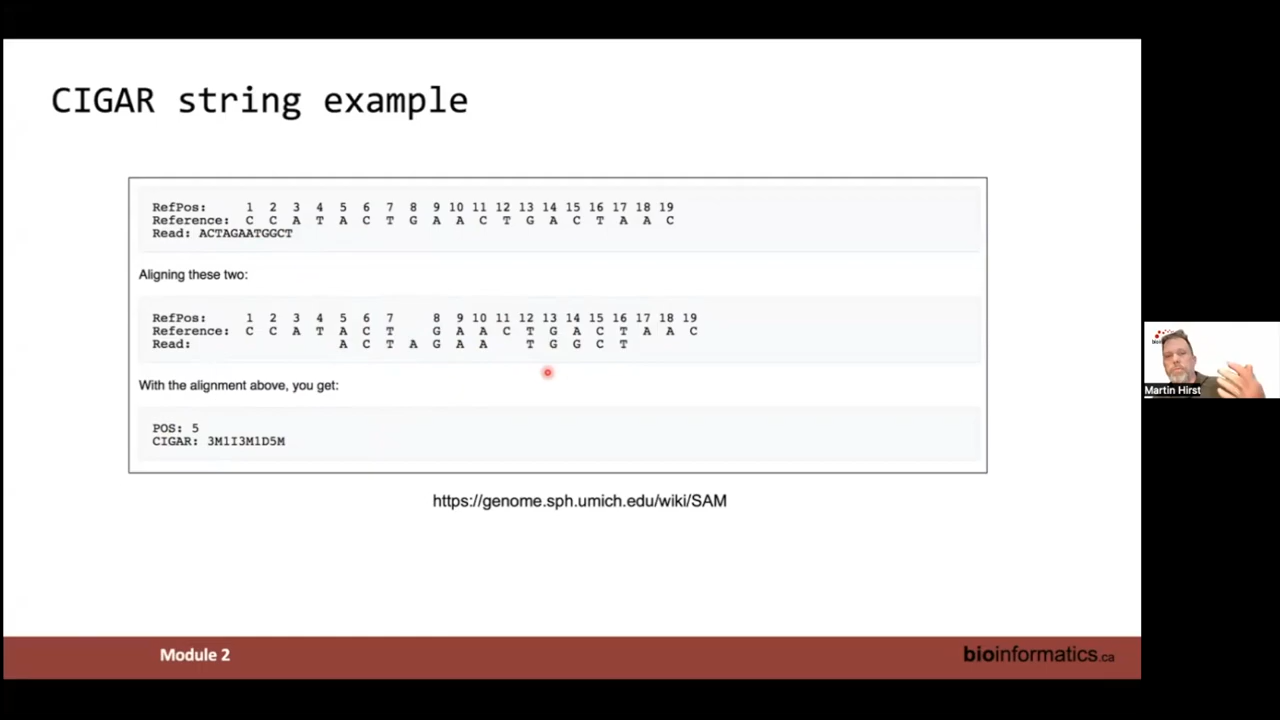 CIGAR string example
RefPos: 1 2 3 4 5 6 7 8 9 10 11 12 13 14 15 16 17 18 19
Reference: C C A T A C T G A A C T G A C T A A C
Read: ACTAGAATGGCT
Aligning these two:
RefPos: 1 2 3 4 5 6 7 8 9 10 11 12 13 14 15 16 17 18 19
Reference: C C A T A C T G A A C T G A C T A A C
Read: A C T A G A A T G G C T
With the alignment above, you get:
POS: 5
CIGAR: 3M1I3M1D5M
https://genome.sph.umich.edu/wiki/SAM
Martin Hirst
Module 2
bioinformatics.ca